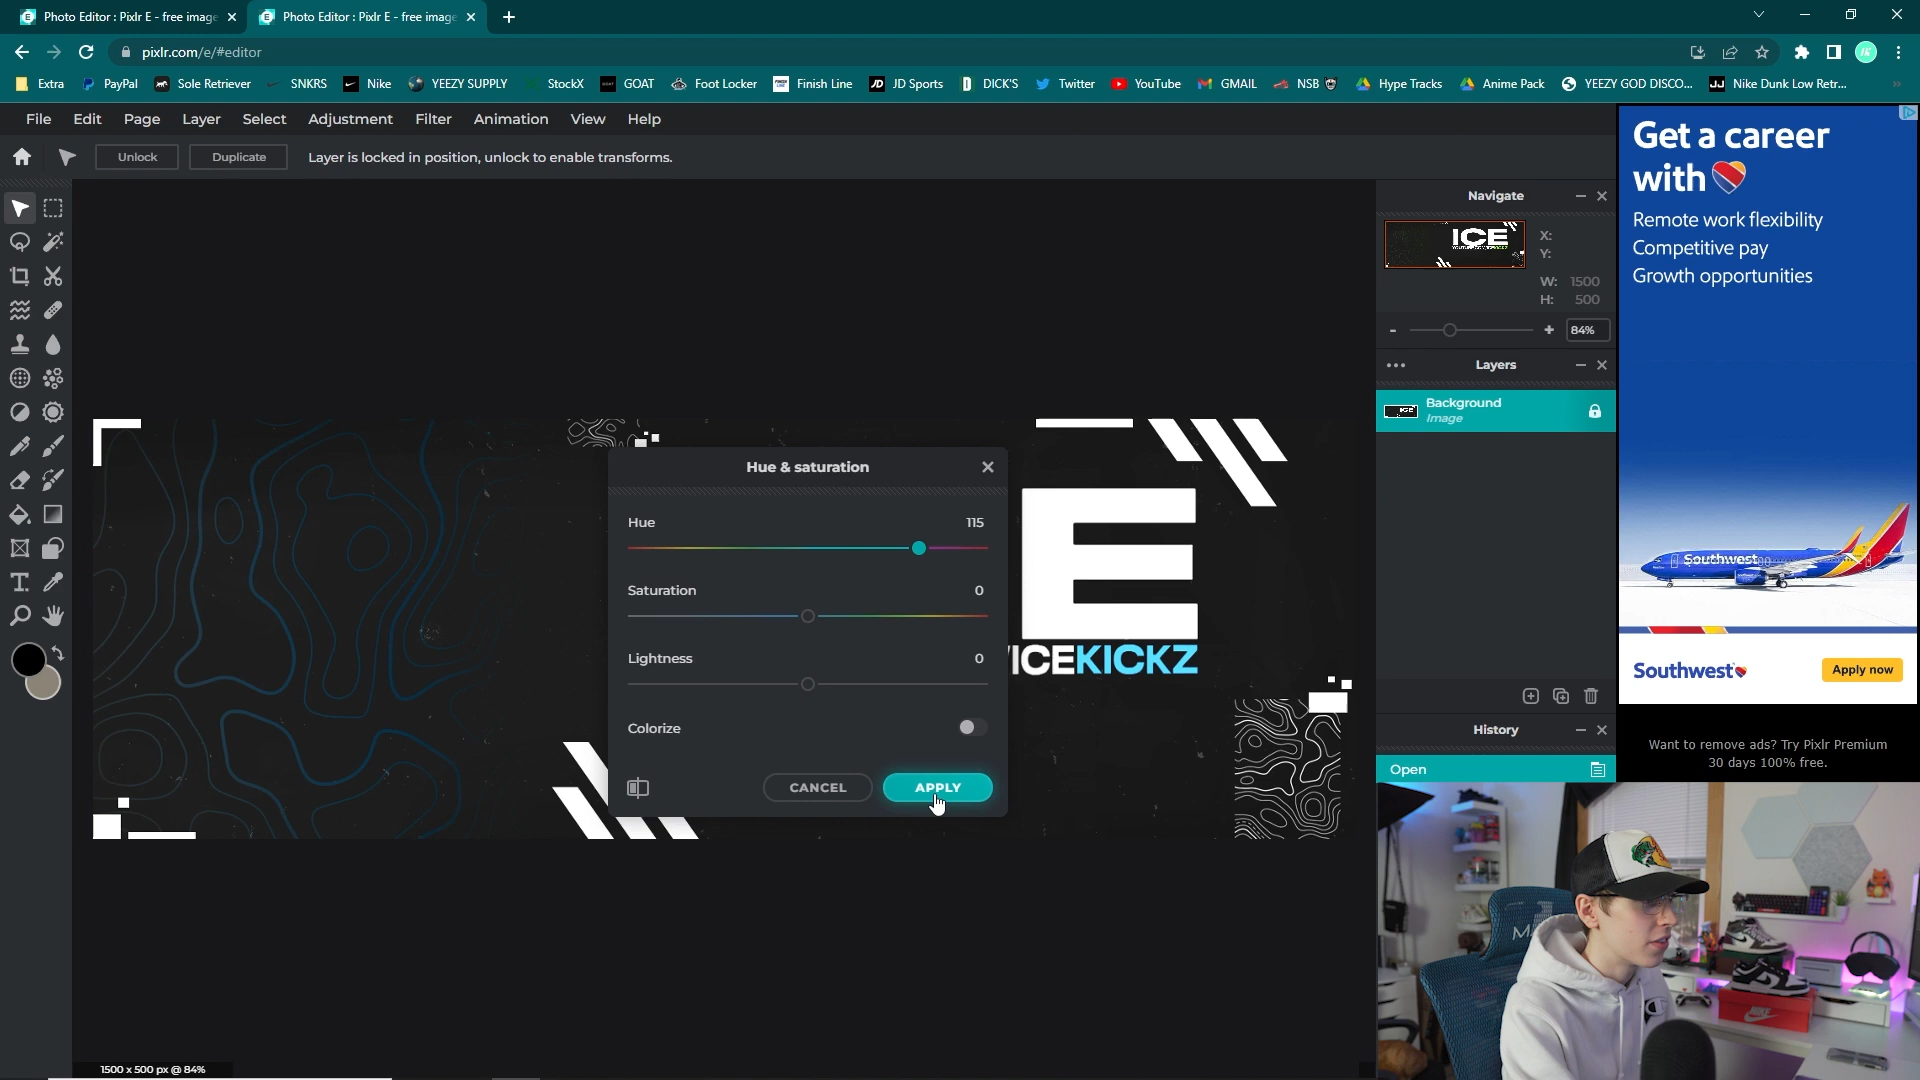 Photo Editor : Pixlr E - free image
Photo Editor : Pixlr E - free image
pixlr.com/e/#editor
Extra
PayPal
Sole Retriever
SNKRS
Nike
YEEZY SUPPLY
StockX
GOAT
Foot Locker
Finish Line
JD Sports
DICK'S
Twitter
YouTube
GMAIL
NSB
Hype Tracks
Anime Pack
YEEZY GOD DISCO...
Nike Dunk Low Retr...
File
Edit
Page
Layer
Select
Adjustment
Filter
Animation
View
Help
Unlock
Duplicate
Layer is locked in position, unlock to enable transforms.
Navigate
ICE
X:
Y:
W: 1500
H: 500
84%
Layers
Background
Image
History
Open
Hue & saturation
Hue
115
Saturation
0
Lightness
0
Colorize
CANCEL
APPLY
E
ICEKICKZ
1500 x 500 px @ 84%
Get a career
with
Remote work flexibility
Competitive pay
Growth opportunities
Southwest
Southwest
Apply now
Want to remove ads? Try Pixlr Premium
30 days 100% free.